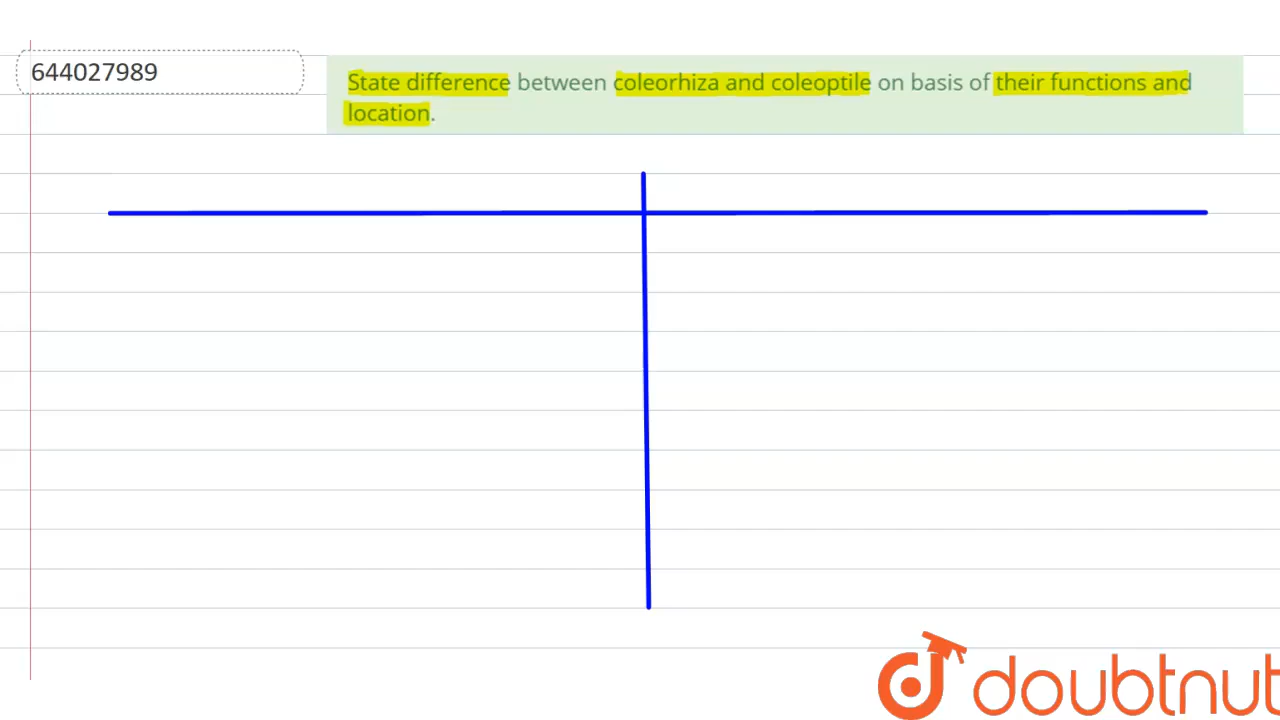 644027989
State difference between coleorhiza and coleoptile on basis of their functions and
location.
doubtnut